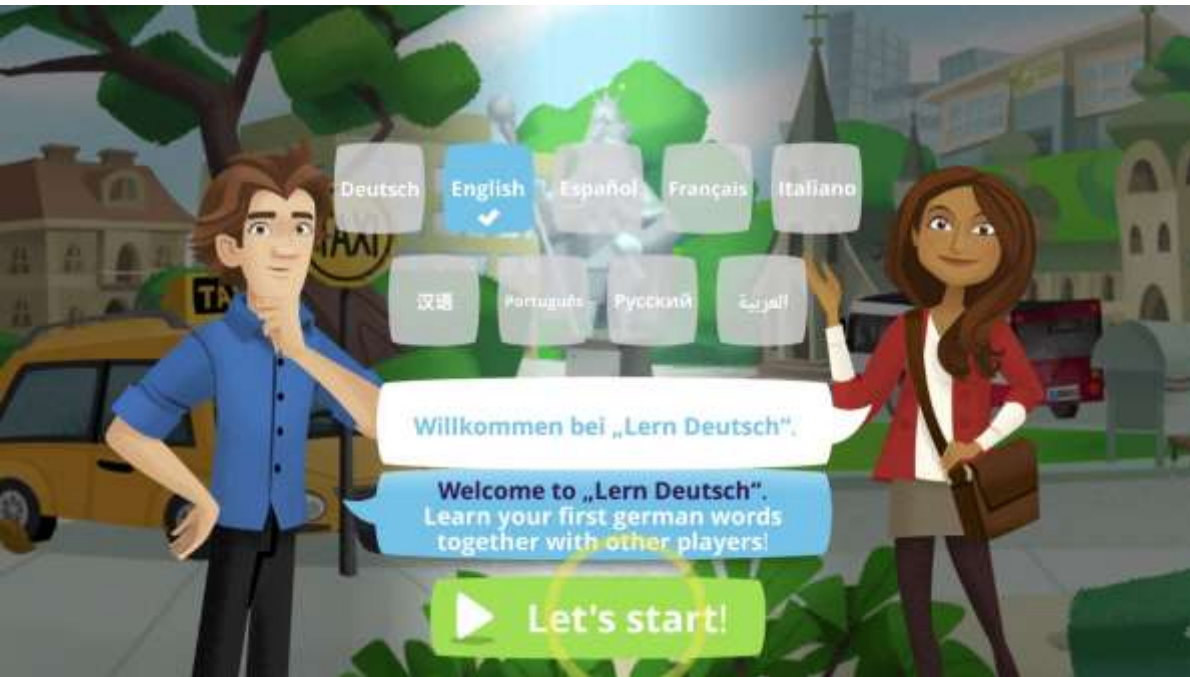 Deutsch
English
Español
Français
Italiano
TAXI
TA
汉语
Português
Русский
العربية
Willkommen bei „Lern Deutsch“.
Welcome to „Lern Deutsch“.
Learn your first german words
together with other players!
Let's start!